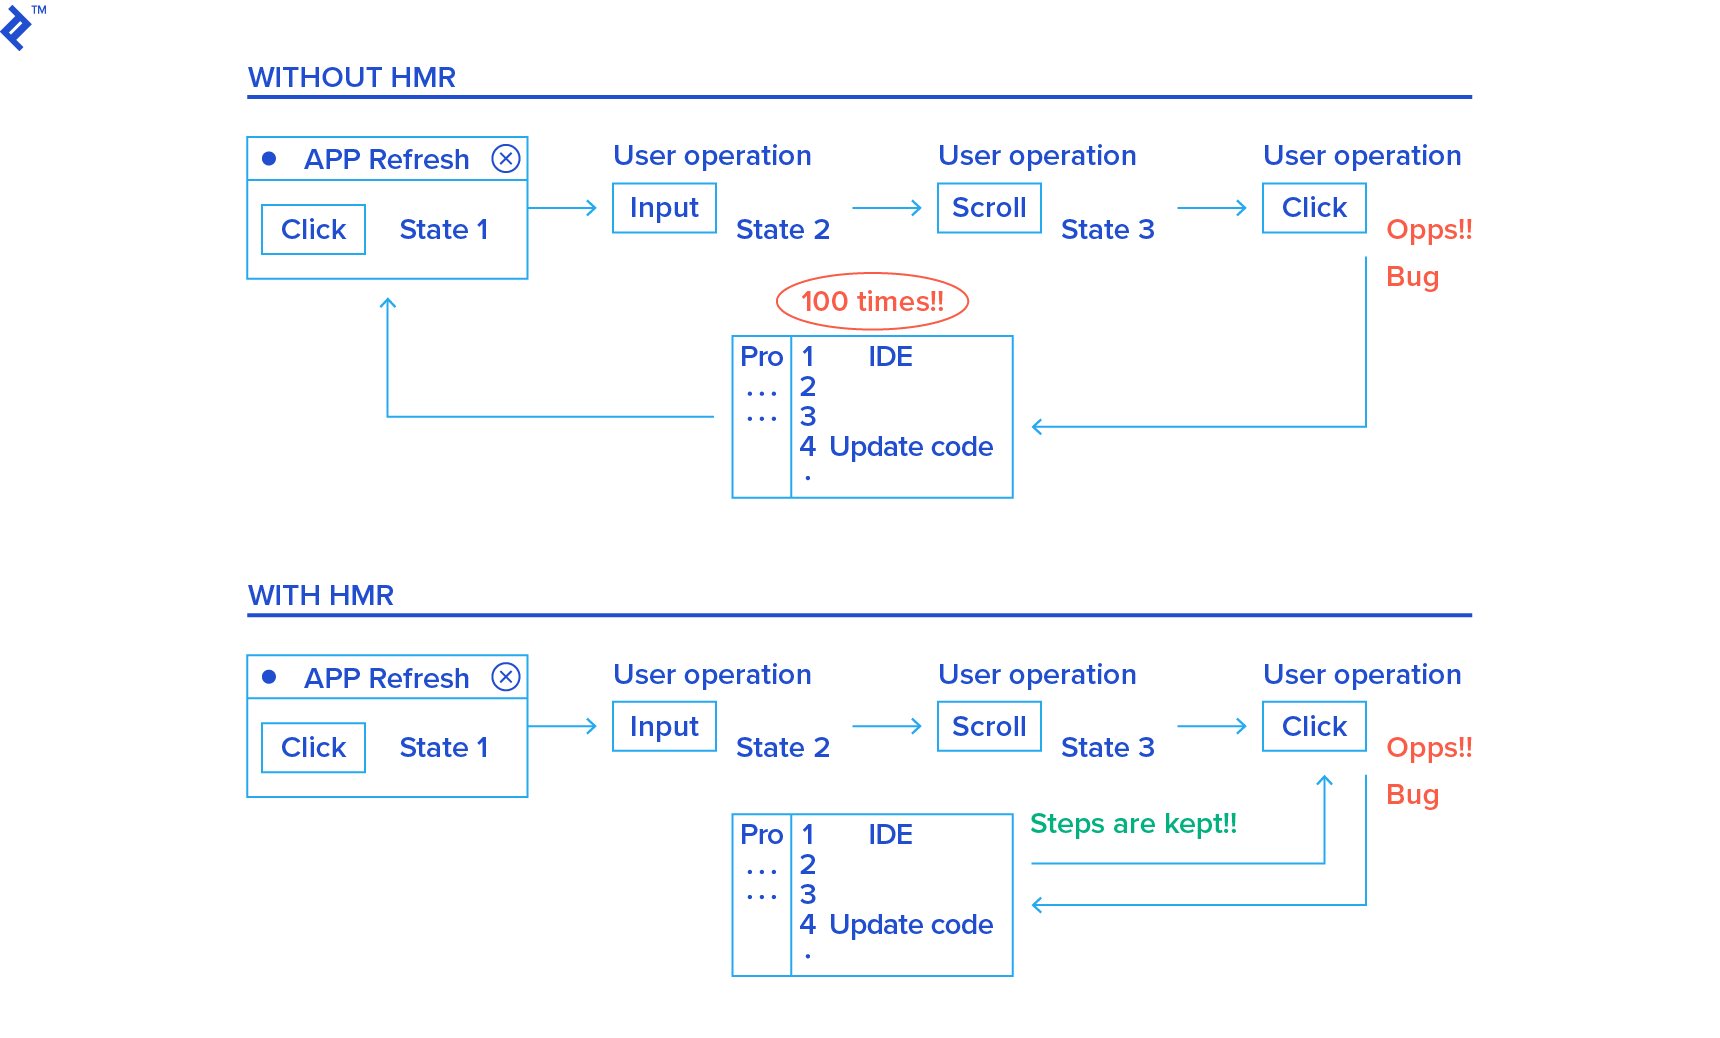 TM
WITHOUT HMR
APP Refresh
Click
State 1
User operation
Input
State 2
User operation
Scroll
State 3
User operation
Click
Opps!!
Bug
100 times!!
Pro
...
...
1
2
3
4
.
IDE
Update code
WITH HMR
APP Refresh
Click
State 1
User operation
Input
State 2
User operation
Scroll
State 3
User operation
Click
Opps!!
Bug
Steps are kept!!
Pro
...
...
1
2
3
4
.
IDE
Update code